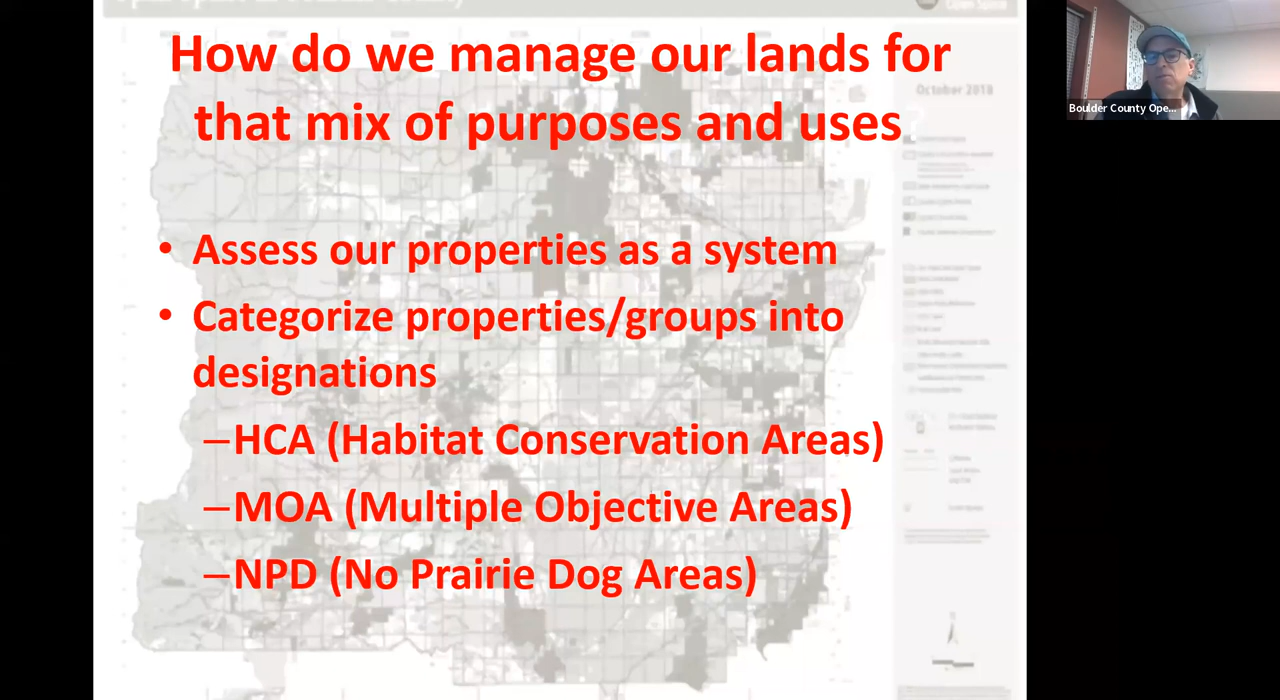 How do we manage our lands for
that mix of purposes and uses
October 2018
• Assess our properties as a system
• Categorize properties/groups into
designations
–HCA (Habitat Conservation Areas)
–MOA (Multiple Objective Areas)
–NPD (No Prairie Dog Areas)
Boulder County Ope...